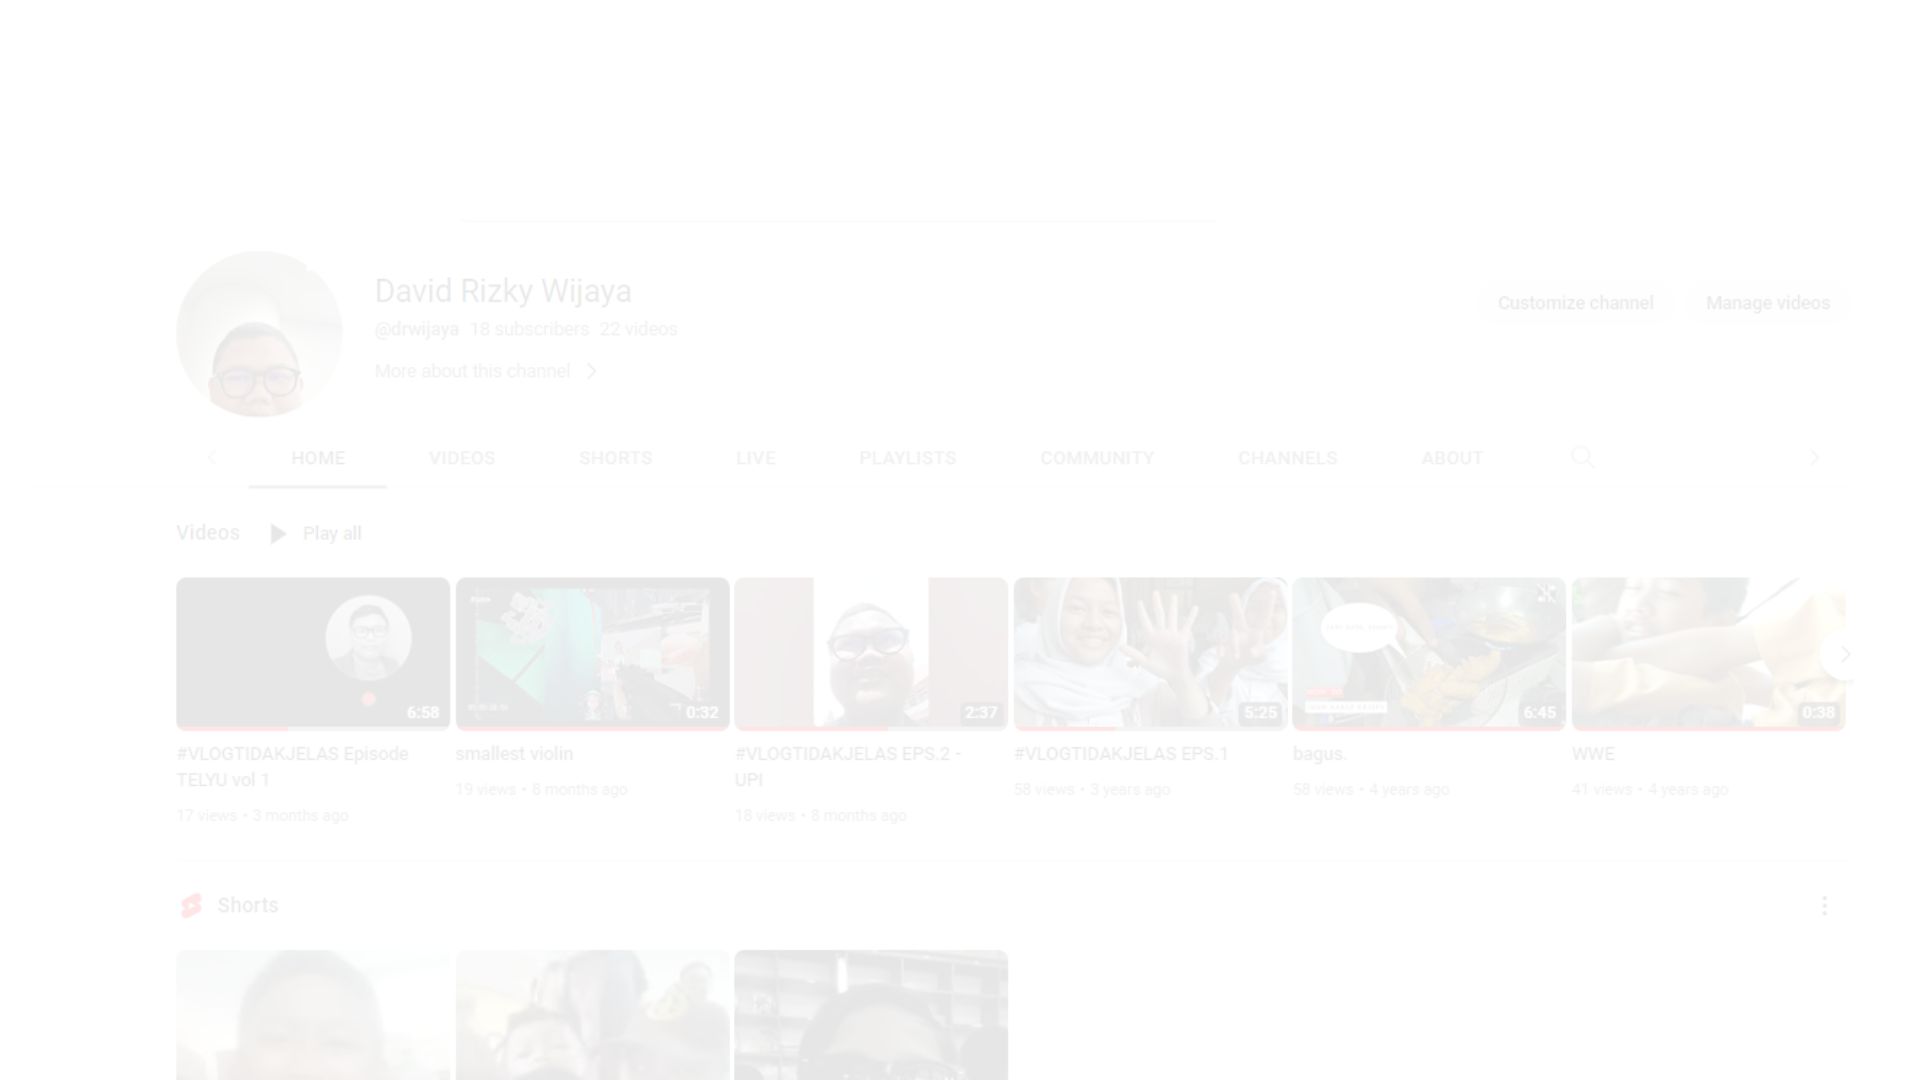 David Rizky Wijaya
@drwijaya 18 subscribers 22 videos
More about this channel
Customize channel
Manage videos
HOME
VIDEOS
SHORTS
LIVE
PLAYLISTS
COMMUNITY
CHANNELS
ABOUT
Videos
Play all
6:58
0:32
2:37
5:25
6:45
0:38
#VLOGTIDAKJELAS Episode
TELYU vol 1
17 views • 3 months ago
smallest violin
19 views • 8 months ago
#VLOGTIDAKJELAS EPS.2 -
UPI
18 views • 8 months ago
#VLOGTIDAKJELAS EPS.1
58 views • 3 years ago
bagus.
58 views • 4 years ago
WWE
41 views • 4 years ago
Shorts